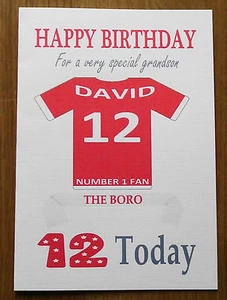 HAPPY BIRTHDAY
For a very special grandson
DAVID
12
NUMBER 1 FAN
THE BORO
12 Today